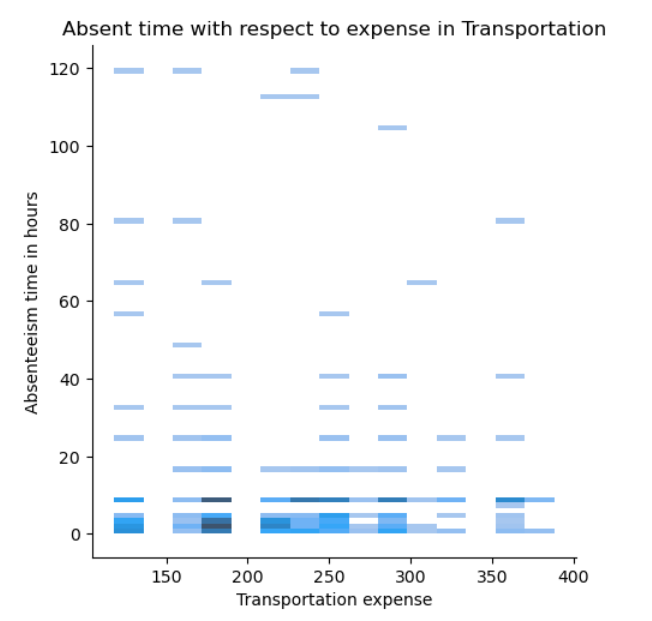 Absent time with respect to expense in Transportation
120
100
80
60
40
20
0
Absenteeism time in hours
150 200 250 300 350 400
Transportation expense